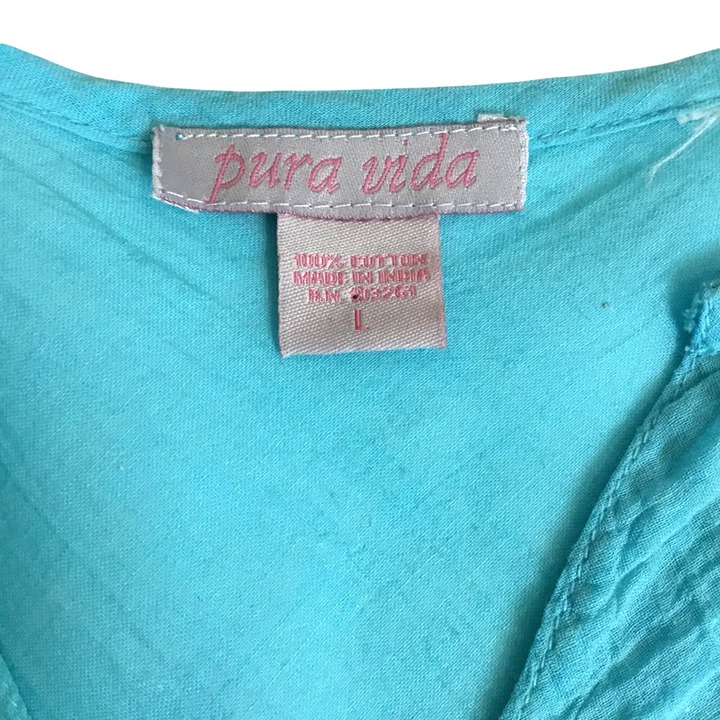 pura vida
100% COTTON
MADE IN INDIA
R.N.
L